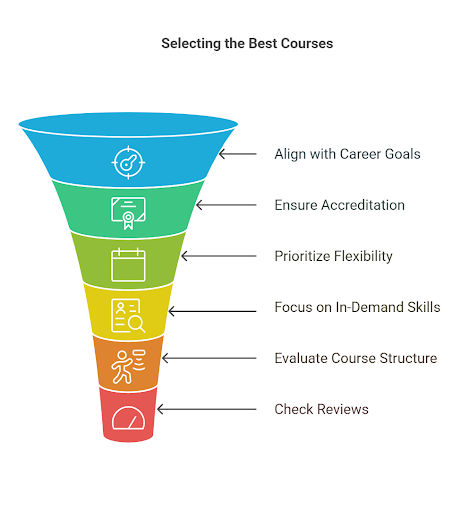 Selecting the Best Courses
Align with Career Goals
Ensure Accreditation
Prioritize Flexibility
Focus on In-Demand Skills
Evaluate Course Structure
Check Reviews